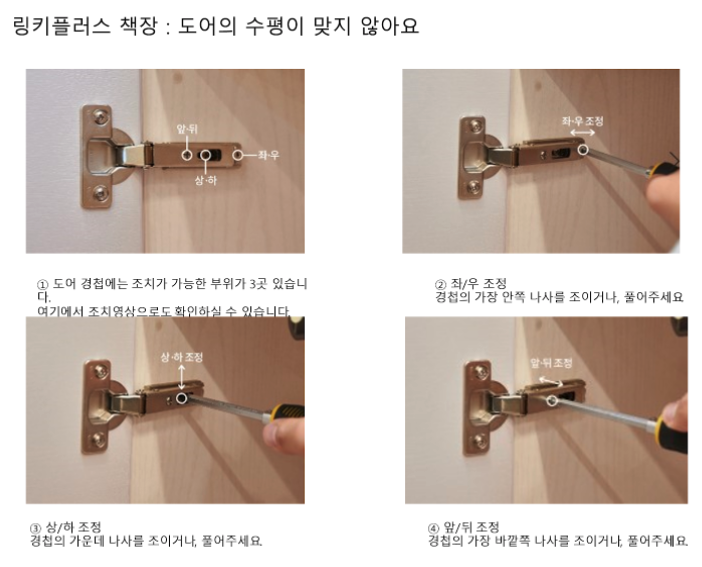 링키플러스 책장 : 도어의 수평이 맞지 않아요
앞·뒤
좌·우
상·하
좌·우 조정
① 도어 경첩에는 조치가 가능한 부위가 3곳 있습니
다.
여기에서 조치영상으로도 확인하실 수 있습니다.
② 좌/우 조정
경첩의 가장 안쪽 나사를 조이거나, 풀어주세요
상·하 조정
앞·뒤 조정
③ 상/하 조정
경첩의 가운데 나사를 조이거나, 풀어주세요.
④ 앞/뒤 조정
경첩의 가장 바깥쪽 나사를 조이거나, 풀어주세요.